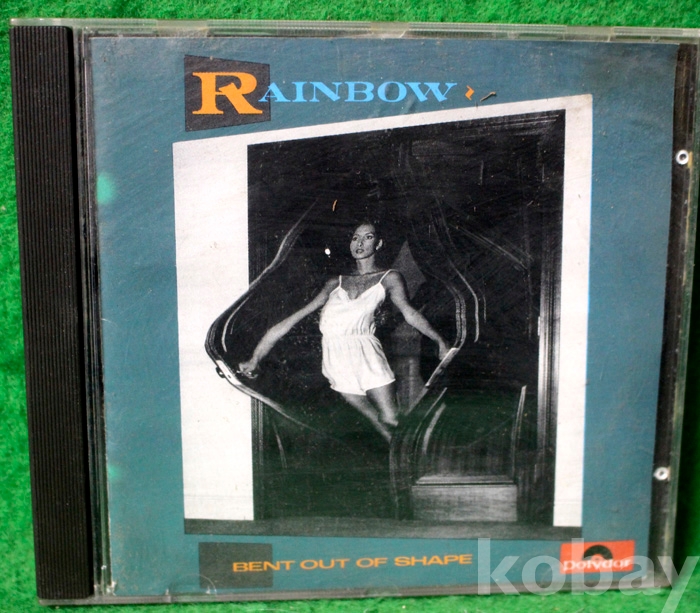 RAINBOW
BENT OUT OF SHAPE
Polydor
kobay